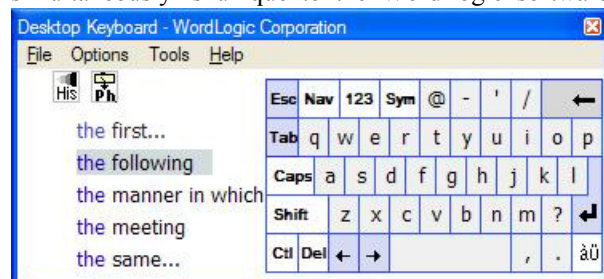 Desktop Keyboard - WordLogic Corporation
File Options Tools Help
His Ph
the first...
the following
the manner in which
the meeting
the same...
Esc Nav 123 Sym @ - ' / ←
Tab q w e r t y u i o p
Caps a s d f g h j k l
Shift z x c v b n m ? ↵
Ctl Del ← → , . àü